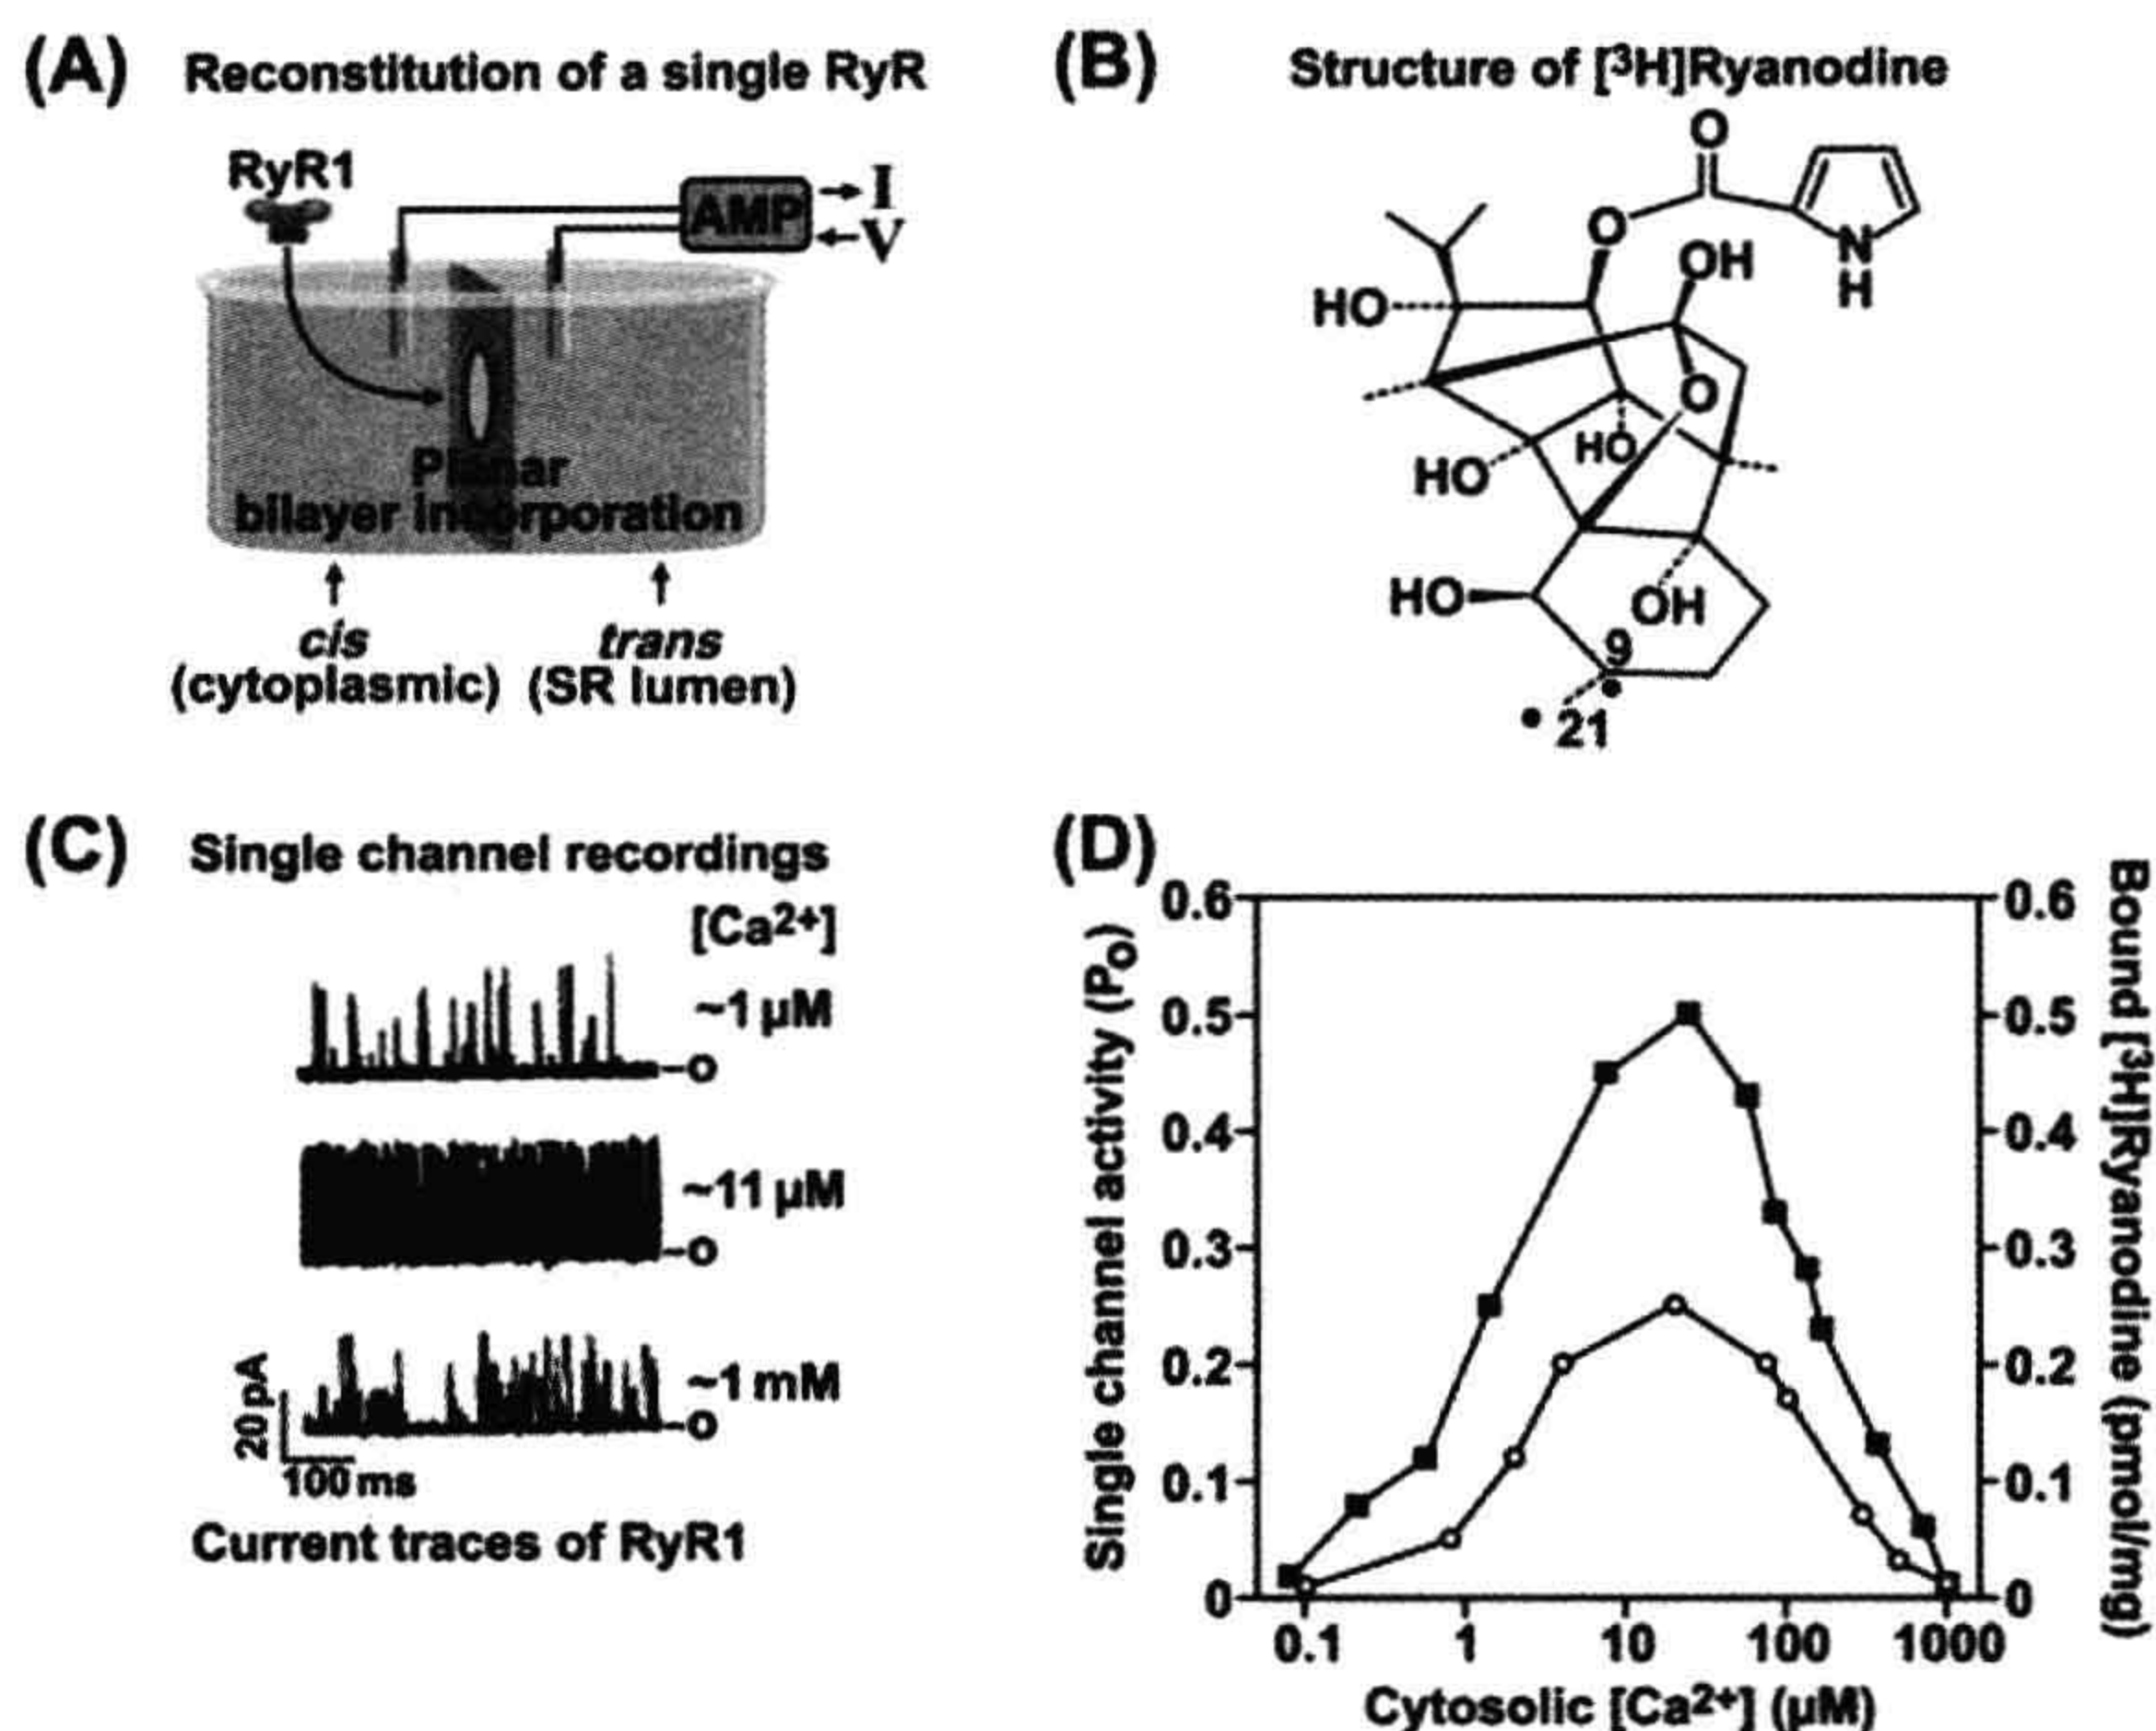 (A) Reconstitution of a single RyR
RyR1
AMP
I
V
Planar
bilayer incorporation
cis
(cytoplasmic)
trans
(SR lumen)
(B) Structure of [³H]Ryanodine
O
O
N
H
OH
HO
O
HO
HO
HO
OH
9
21
(C) Single channel recordings
[Ca²⁺]
~1 µM
o
~11 µM
o
~1 mM
o
20 pA
100 ms
Current traces of RyR1
(D)
Single channel activity (Pₒ)
0.6
0.5
0.4
0.3
0.2
0.1
0
0.6
0.5
0.4
0.3
0.2
0.1
0
Bound [³H]Ryanodine (pmol/mg)
0.1 1 10 100 1000
Cytosolic [Ca²⁺] (µM)